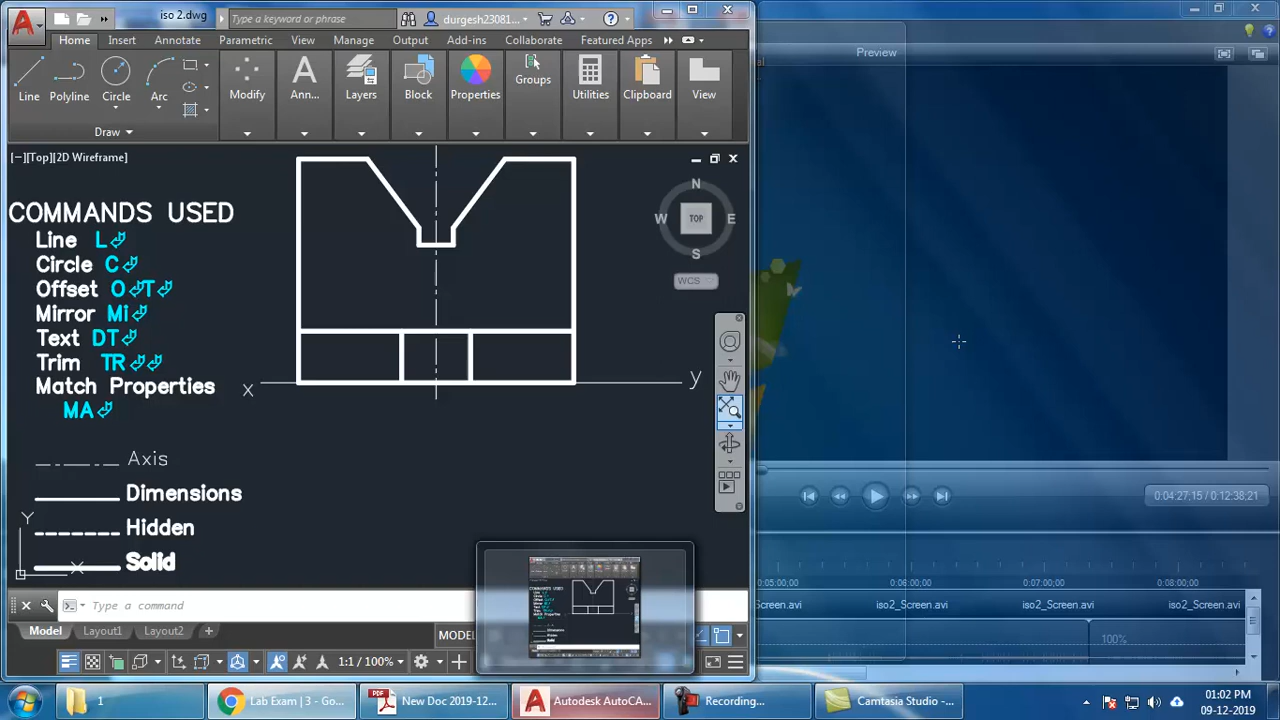 iso 2.dwg
Type a keyword or phrase
durgesh23081...
Home Insert Annotate Parametric View Manage Output Add-ins Collaborate Featured Apps
Line Polyline Circle Arc Modify Ann... Layers Block Properties Groups Utilities Clipboard View
Draw
[−][Top][2D Wireframe]
COMMANDS USED
Line L
Circle C
Offset O T
Mirror Mi
Text DT
Trim TR
Match Properties
MA
Axis
Dimensions
Hidden
Solid
Y
X
x
y
N
W TOP E
S
WCS
Type a command
Model Layout1 Layout2 +
MODEL
1:1 / 100%
Preview
0:04:27;15 / 0:12:38;21
0:05:00;00 0:06:00;00 0:07:00;00 0:08:00;00
Screen.avi iso2_Screen.avi iso2_Screen.avi iso2_Screen.avi
100%
1
Lab Exam | 3 - Go...
New Doc 2019-12...
Autodesk AutoCA...
Recording...
Camtasia Studio -...
01:02 PM
09-12-2019